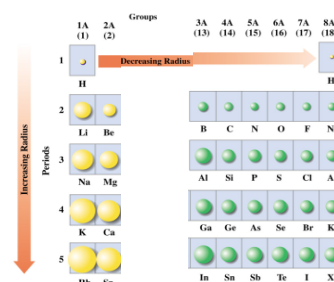 Groups
1A 2A 3A 4A 5A 6A 7A 8A
(1) (2) (13) (14) (15) (16) (17) (18
Decreasing Radius
1
H H
2
Li Be B C N O F N
Increasing Radius
Periods
3
Na Mg Al Si P S Cl A
4
K Ca Ga Ge As Se Br K
5
In Sn Sb Te I X